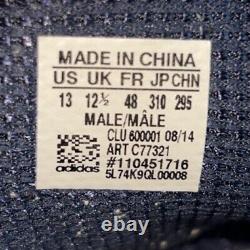 MADE IN CHINA
US UK FR JP CHN
13 12½ 48 310 295
MALE/MÂLE
CLU 600001 08/14
ART C77321
#110451716
5L74K9QL00008
adidas
eBay